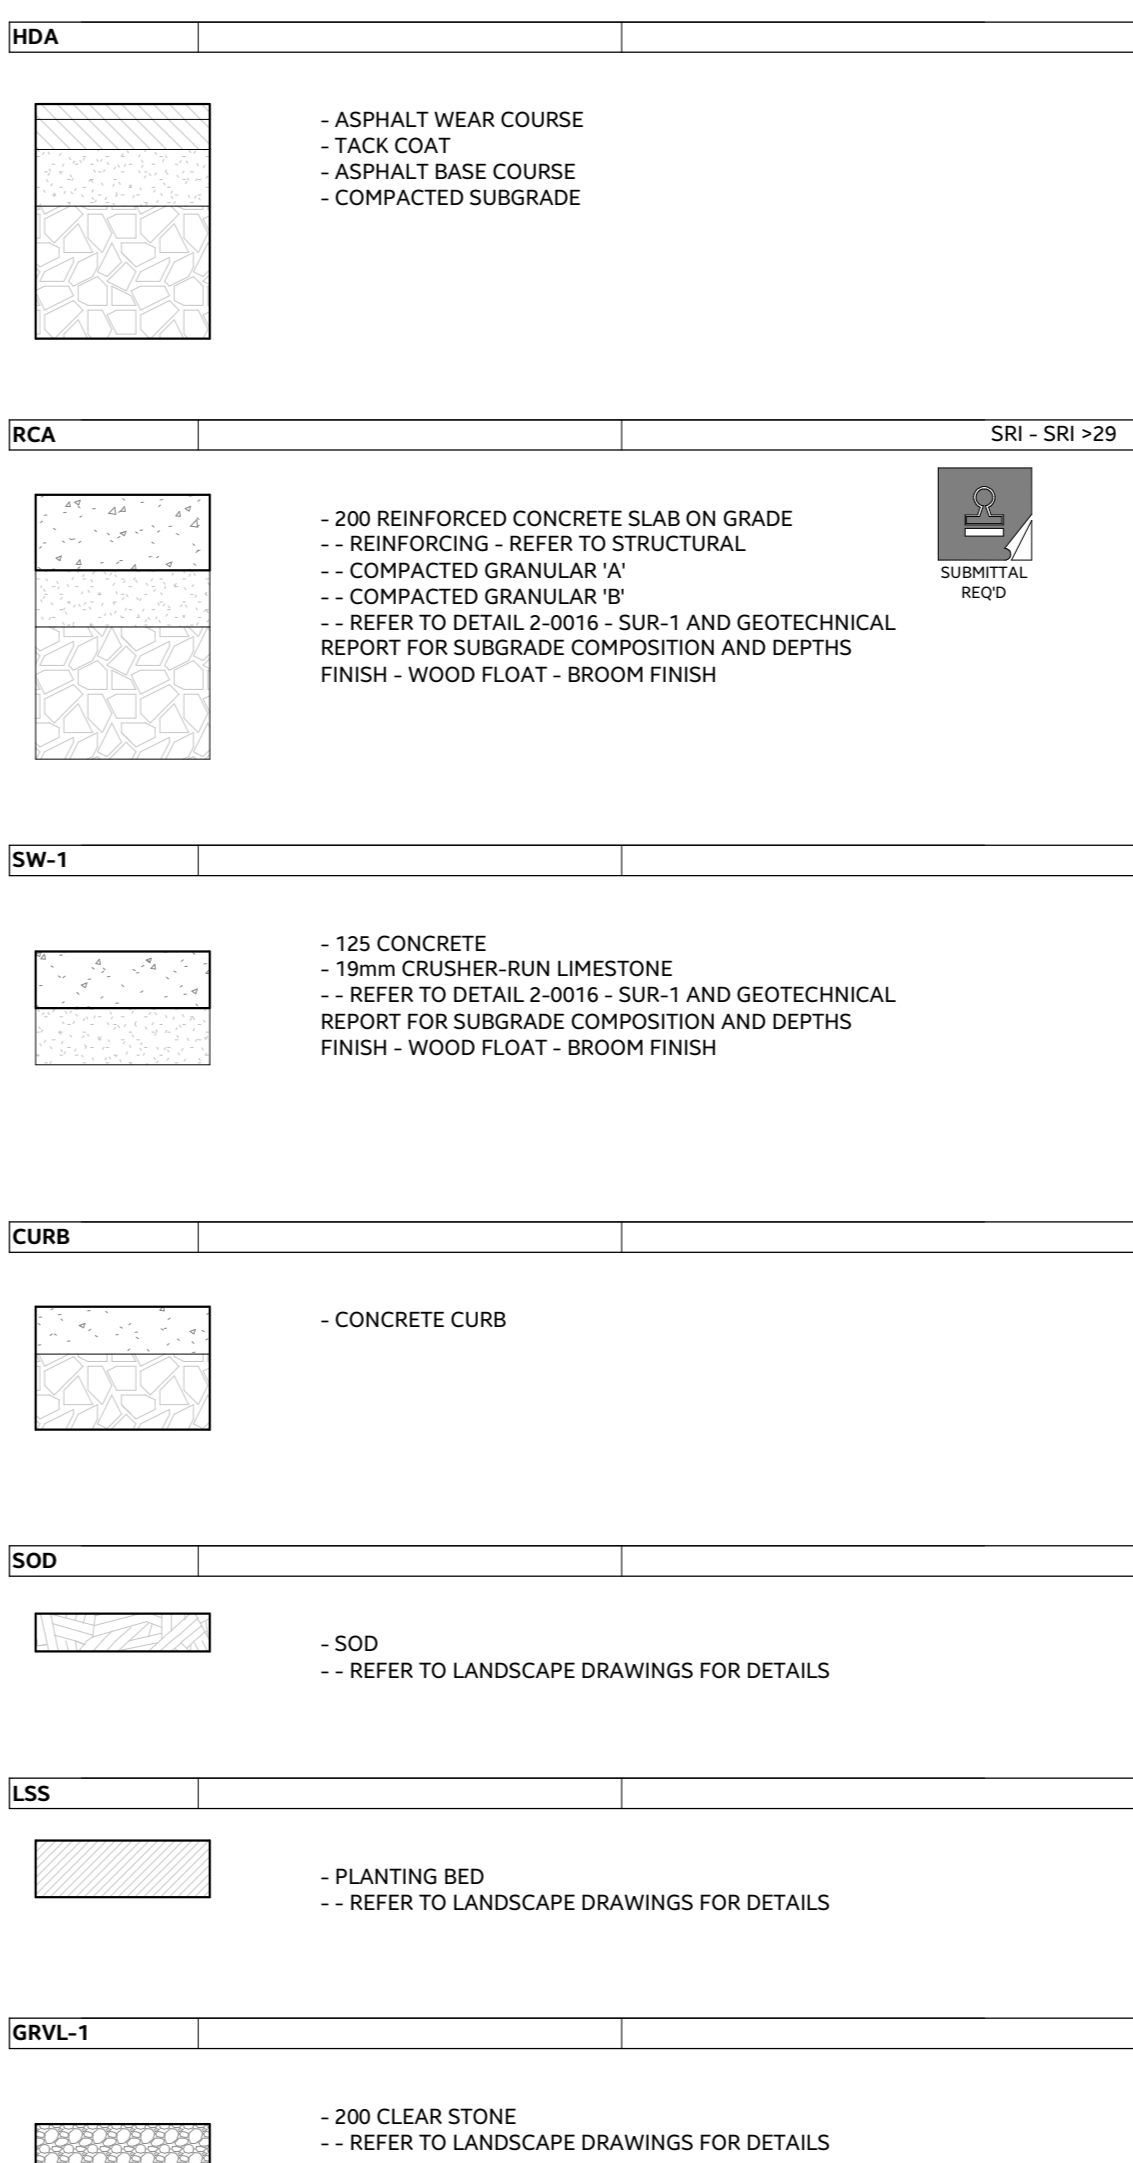 HDA
- ASPHALT WEAR COURSE
- TACK COAT
- ASPHALT BASE COURSE
- COMPACTED SUBGRADE
RCA
SRI - SRI >29
- 200 REINFORCED CONCRETE SLAB ON GRADE
- - REINFORCING - REFER TO STRUCTURAL
- - COMPACTED GRANULAR 'A'
- - COMPACTED GRANULAR 'B'
- - REFER TO DETAIL 2-0016 - SUR-1 AND GEOTECHNICAL
REPORT FOR SUBGRADE COMPOSITION AND DEPTHS
FINISH - WOOD FLOAT - BROOM FINISH
SUBMITTAL
REQ'D
SW-1
- 125 CONCRETE
- 19mm CRUSHER-RUN LIMESTONE
- - REFER TO DETAIL 2-0016 - SUR-1 AND GEOTECHNICAL
REPORT FOR SUBGRADE COMPOSITION AND DEPTHS
FINISH - WOOD FLOAT - BROOM FINISH
CURB
- CONCRETE CURB
SOD
- SOD
- - REFER TO LANDSCAPE DRAWINGS FOR DETAILS
LSS
- PLANTING BED
- - REFER TO LANDSCAPE DRAWINGS FOR DETAILS
GRVL-1
- 200 CLEAR STONE
- - REFER TO LANDSCAPE DRAWINGS FOR DETAILS